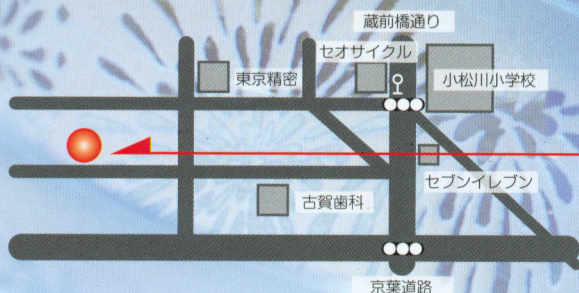 蔵前橋通り
セオサイクル
東京精密
小松川小学校
セブンイレブン
古賀歯科
京葉道路